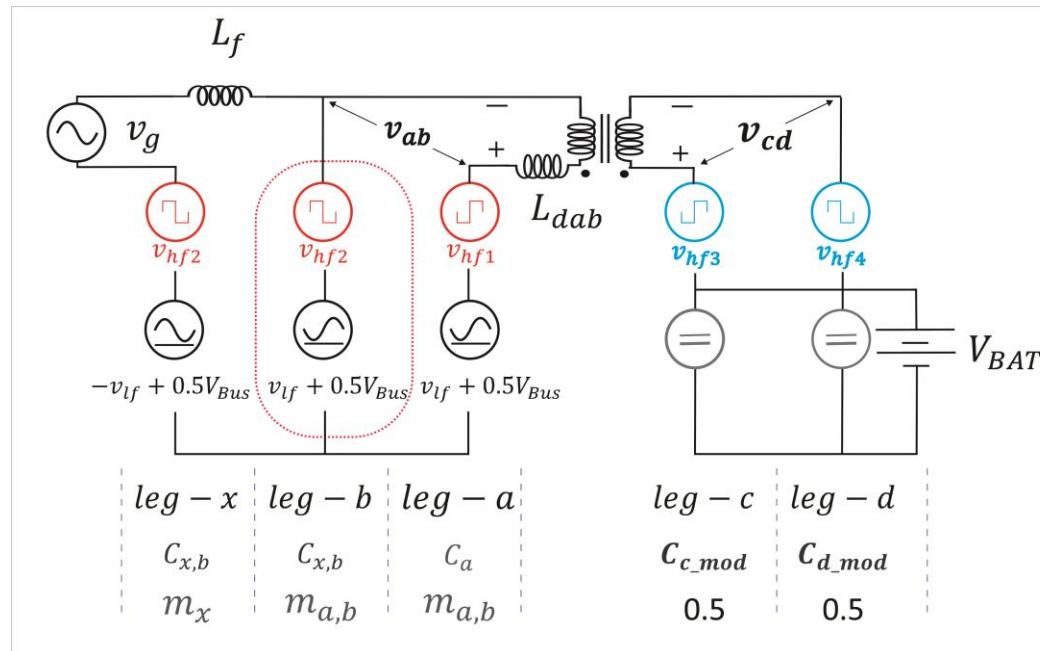 L_f
v_g
v_ab
v_cd
− + − +
L_dab
v_hf2 v_hf2 v_hf1 v_hf3 v_hf4
V_BAT
−v_lf + 0.5V_Bus v_lf + 0.5V_Bus v_lf + 0.5V_Bus
leg − x leg − b leg − a leg − c leg − d
C_x,b C_x,b C_a C_c_mod C_d_mod
m_x m_a,b m_a,b 0.5 0.5